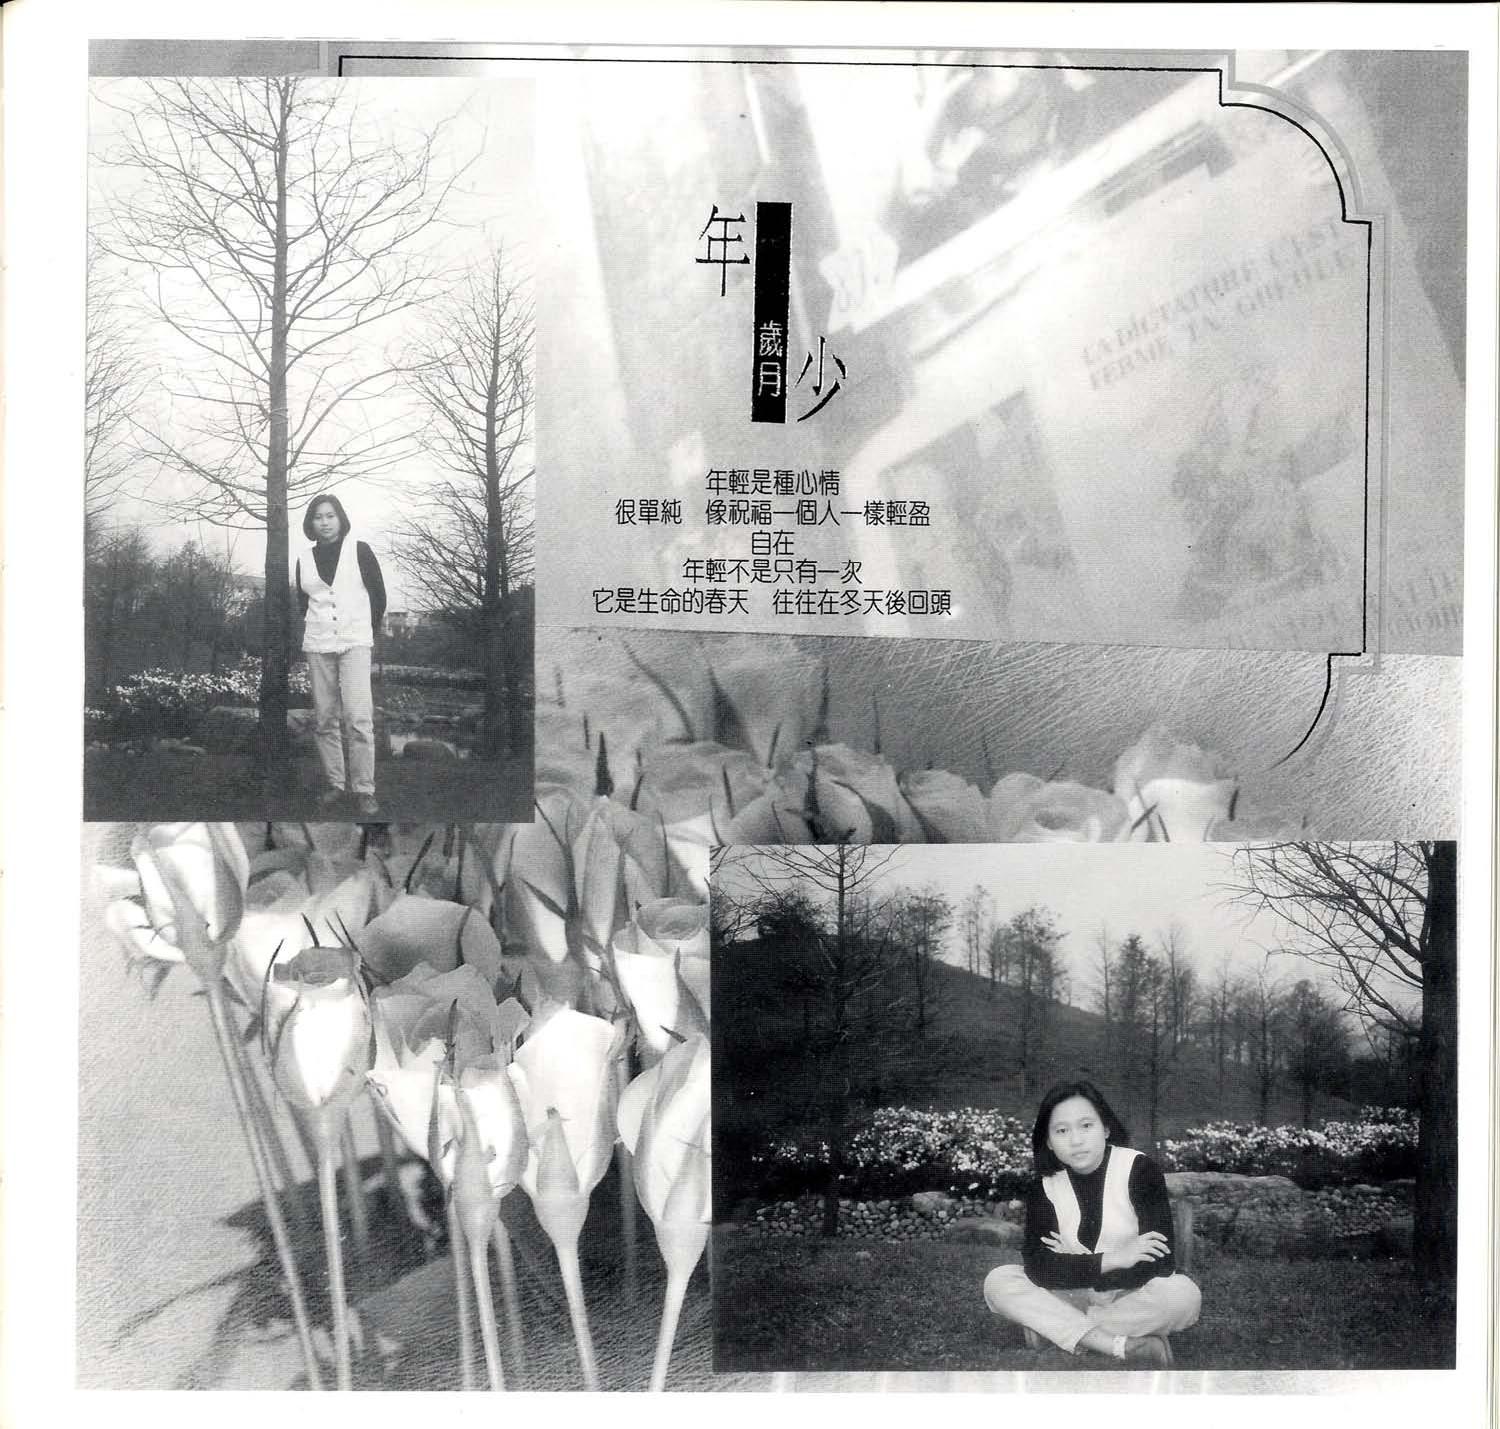 年少
歲月
年輕是種心情
很單純　像祝福一個人一樣輕盈
自在
年輕不是只有一次
它是生命的春天　往往在冬天後回頭
LA DICTATURE C'EST
FERME TA GUEULE